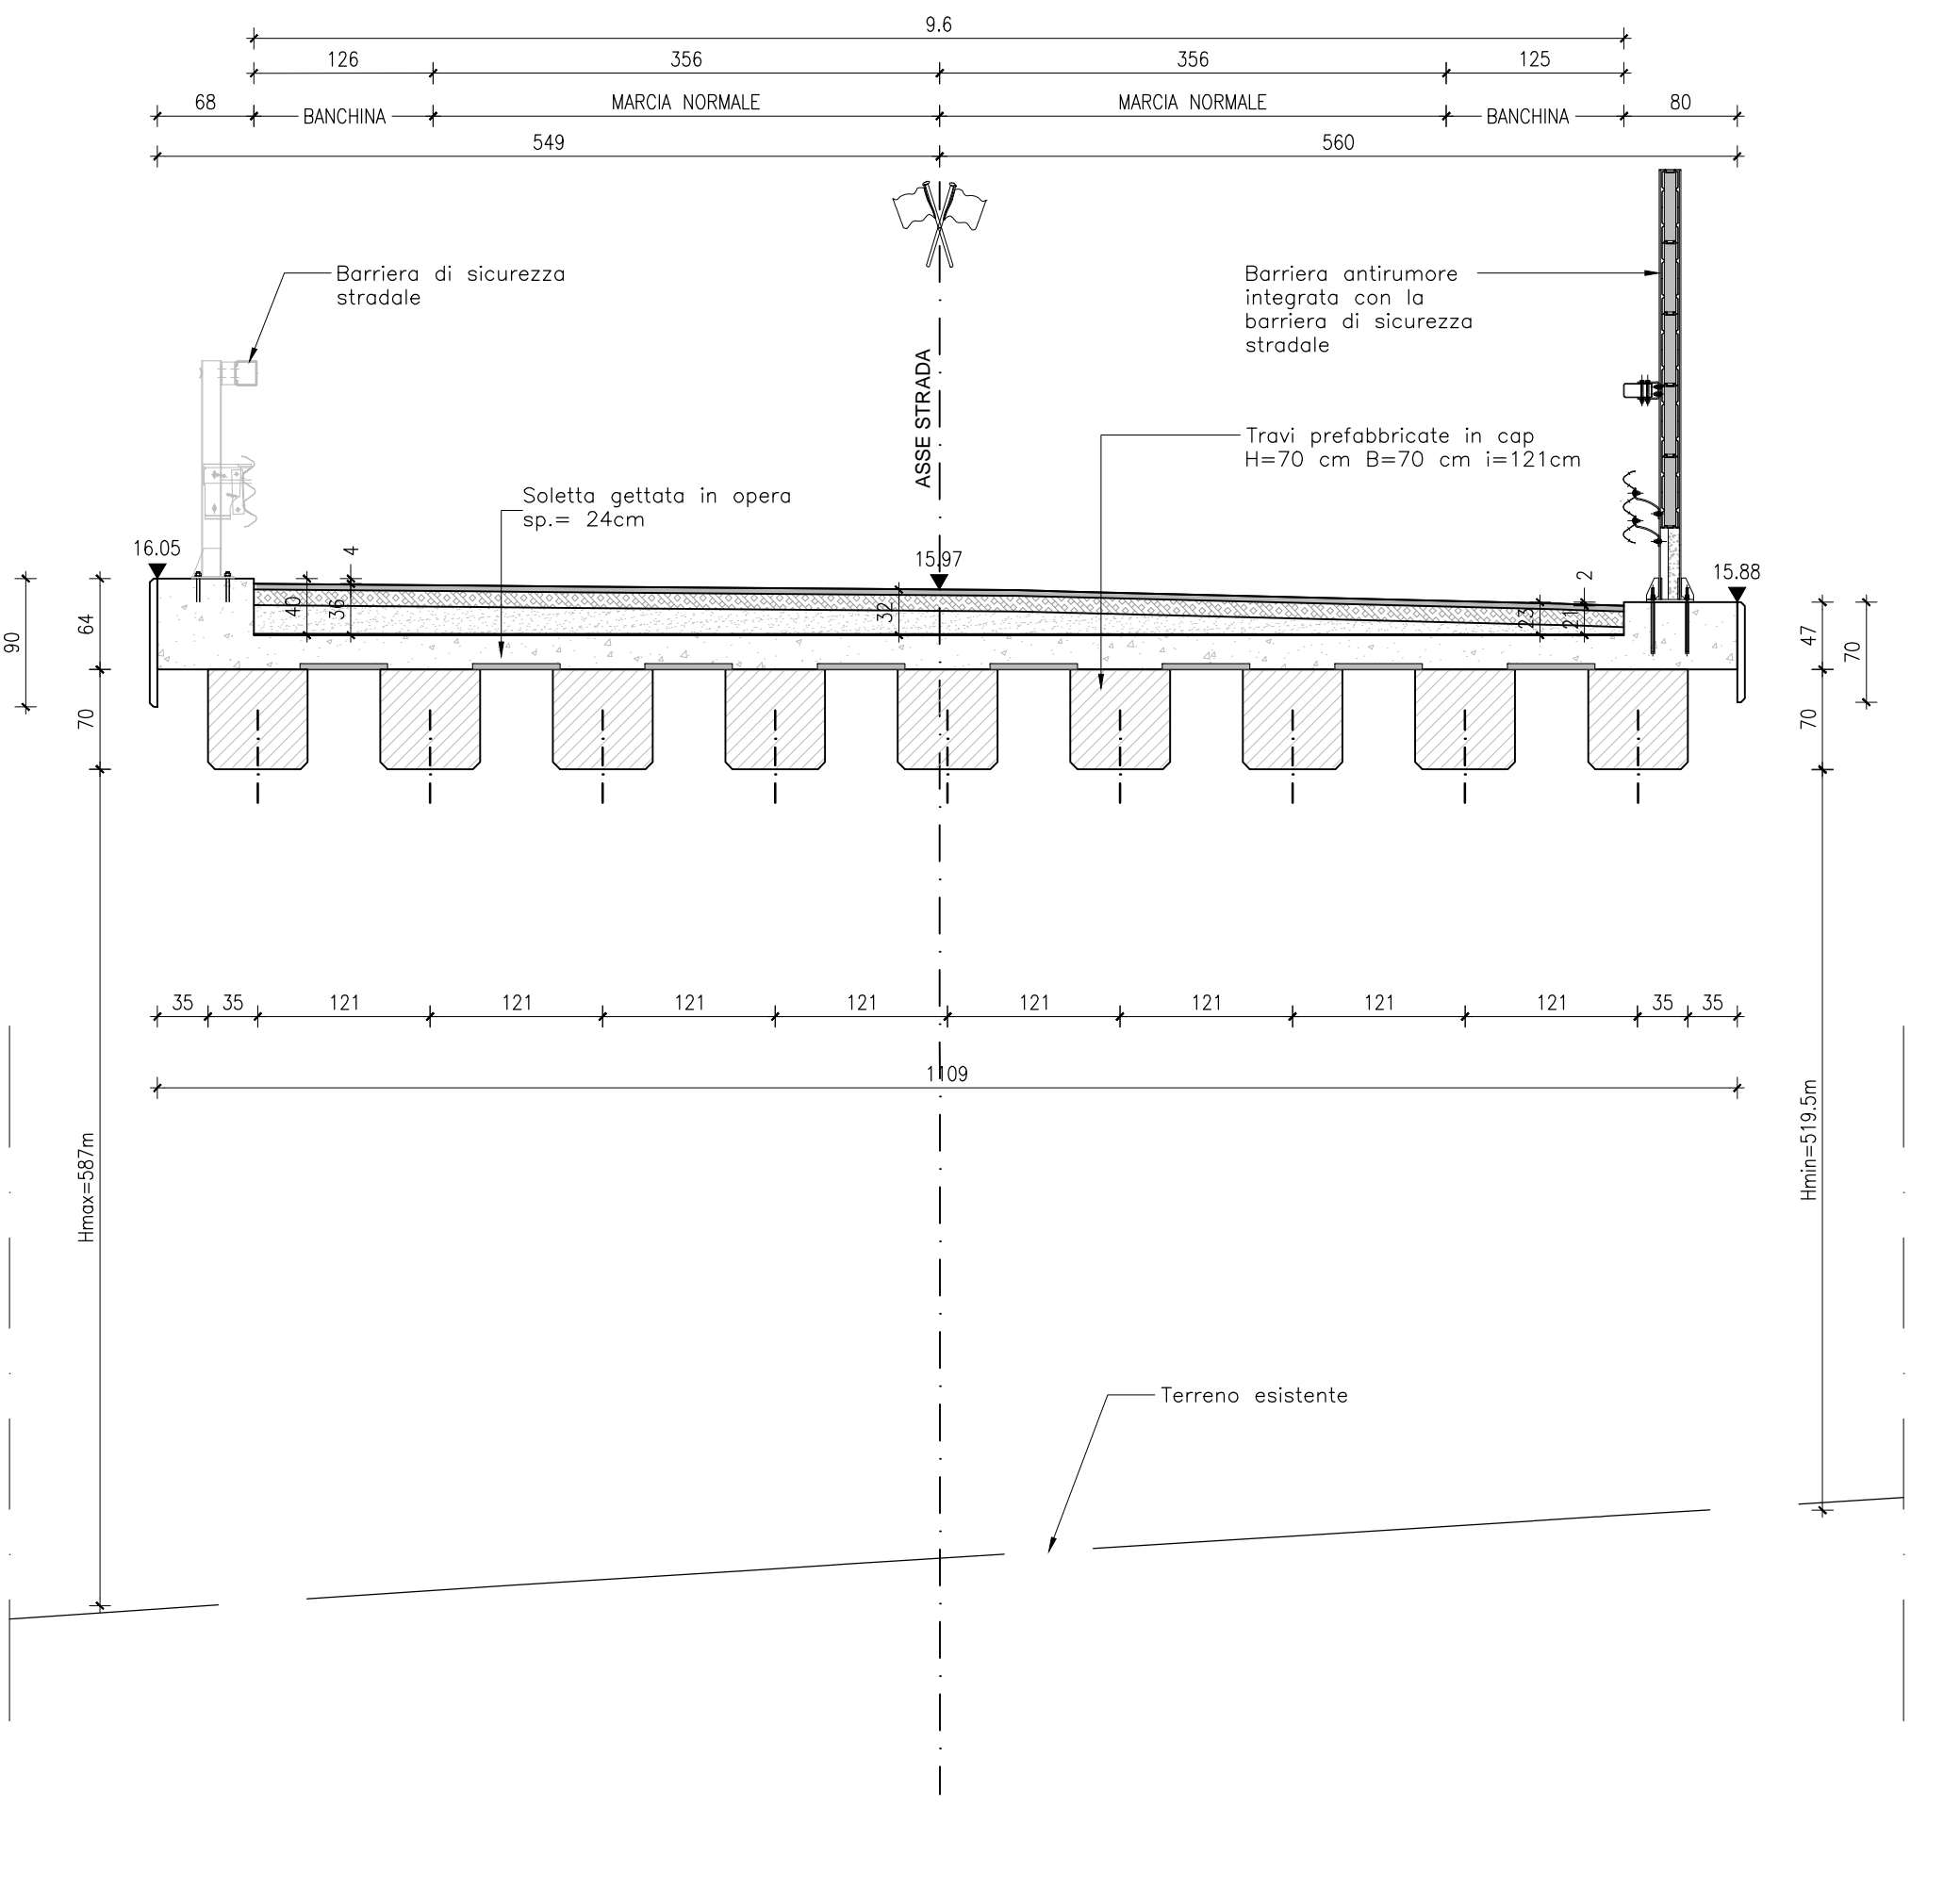 9.6
126
356
356
125
68
BANCHINA
MARCIA NORMALE
MARCIA NORMALE
BANCHINA
80
549
560
Barriera di sicurezza
stradale
Barriera antirumore
integrata con la
barriera di sicurezza
stradale
ASSE STRADA
Travi prefabbricate in cap
H=70 cm B=70 cm i=121cm
Soletta gettata in opera
sp.= 24cm
16.05
4
15.97
2
15.88
90
64
40
36
32
23
21
47
70
70
70
35
35
121
121
121
121
121
121
121
121
35
35
1109
Hmax=587m
Hmin=519.5m
Terreno esistente